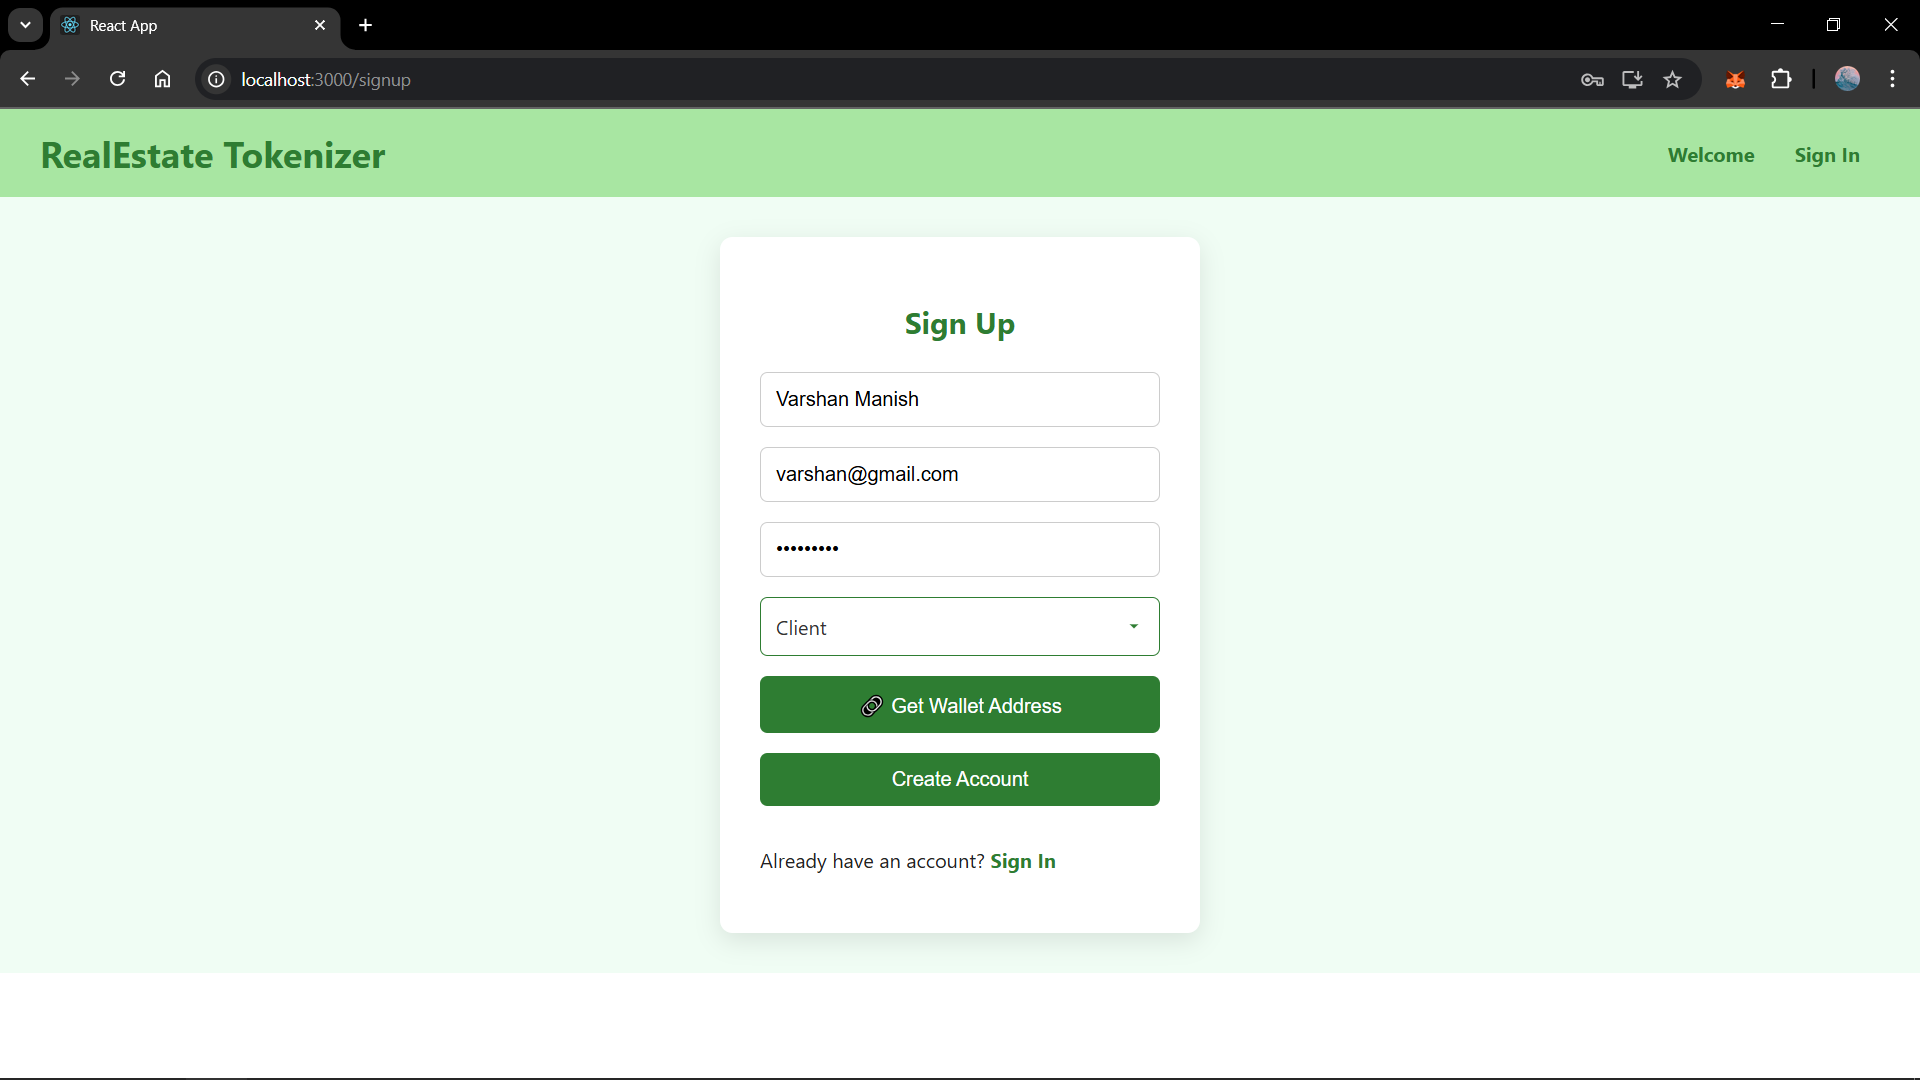 React App
localhost:3000/signup
RealEstate Tokenizer
Welcome
Sign In
Sign Up
Varshan Manish
varshan@gmail.com
•••••••••
Client
Get Wallet Address
Create Account
Already have an account? Sign In